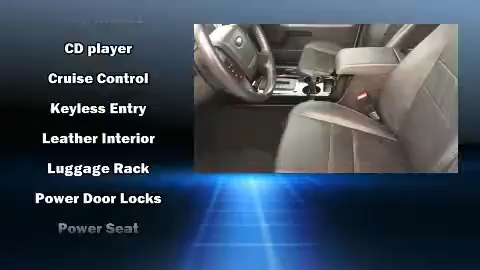 CD player
Cruise Control
Keyless Entry
Leather Interior
Luggage Rack
Power Door Locks
Power Seat